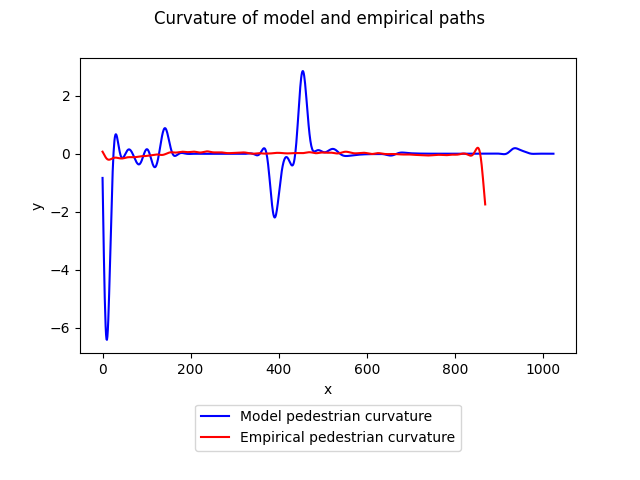 Curvature of model and empirical paths
y
2
0
−2
−4
−6
0 200 400 600 800 1000
x
Model pedestrian curvature
Empirical pedestrian curvature